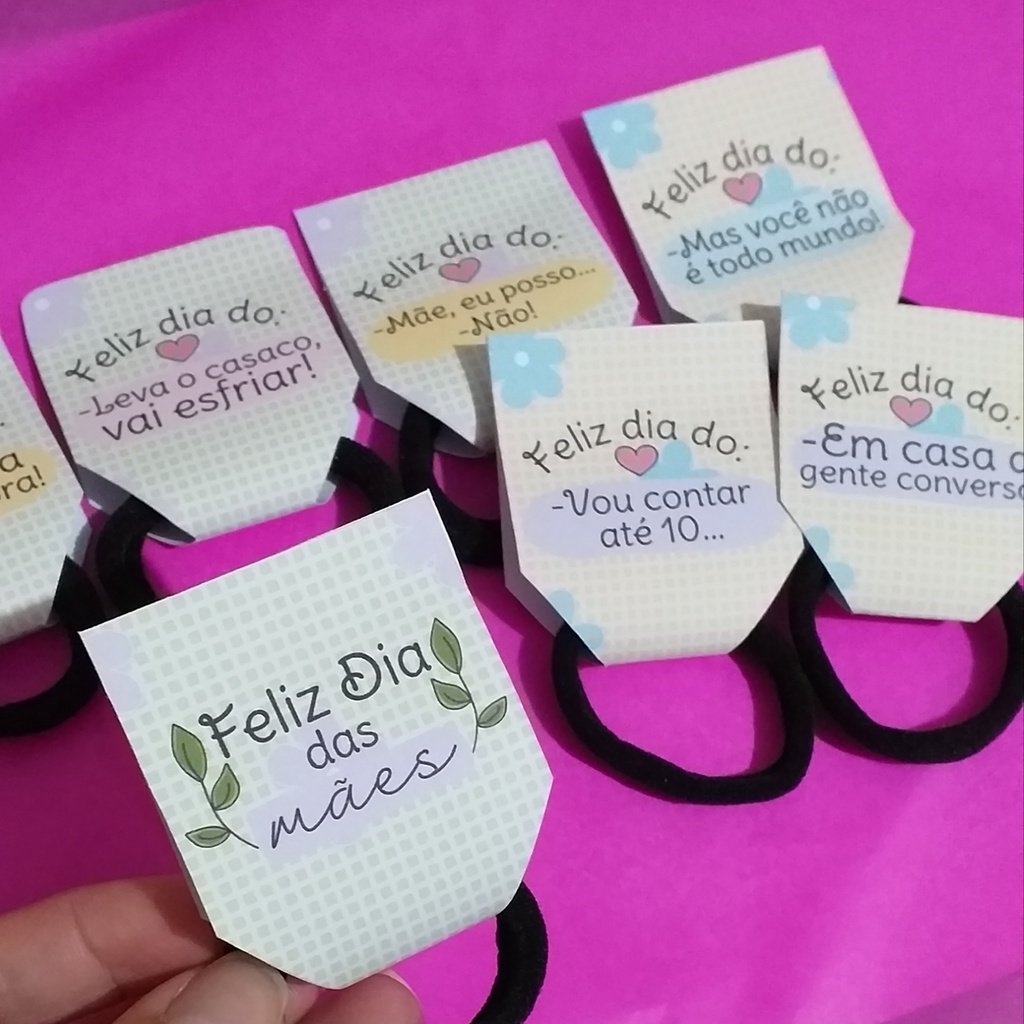 Feliz dia do:
-Mas você não
é todo mundo!
Feliz dia do:
-Mãe, eu posso...
-Não!
Feliz dia do:
-Leva o casaco,
vai esfriar!
a
ra!
Feliz dia do:
-Vou contar
até 10...
Feliz dia do:
-Em casa
gente convers
Feliz Dia
das
mães